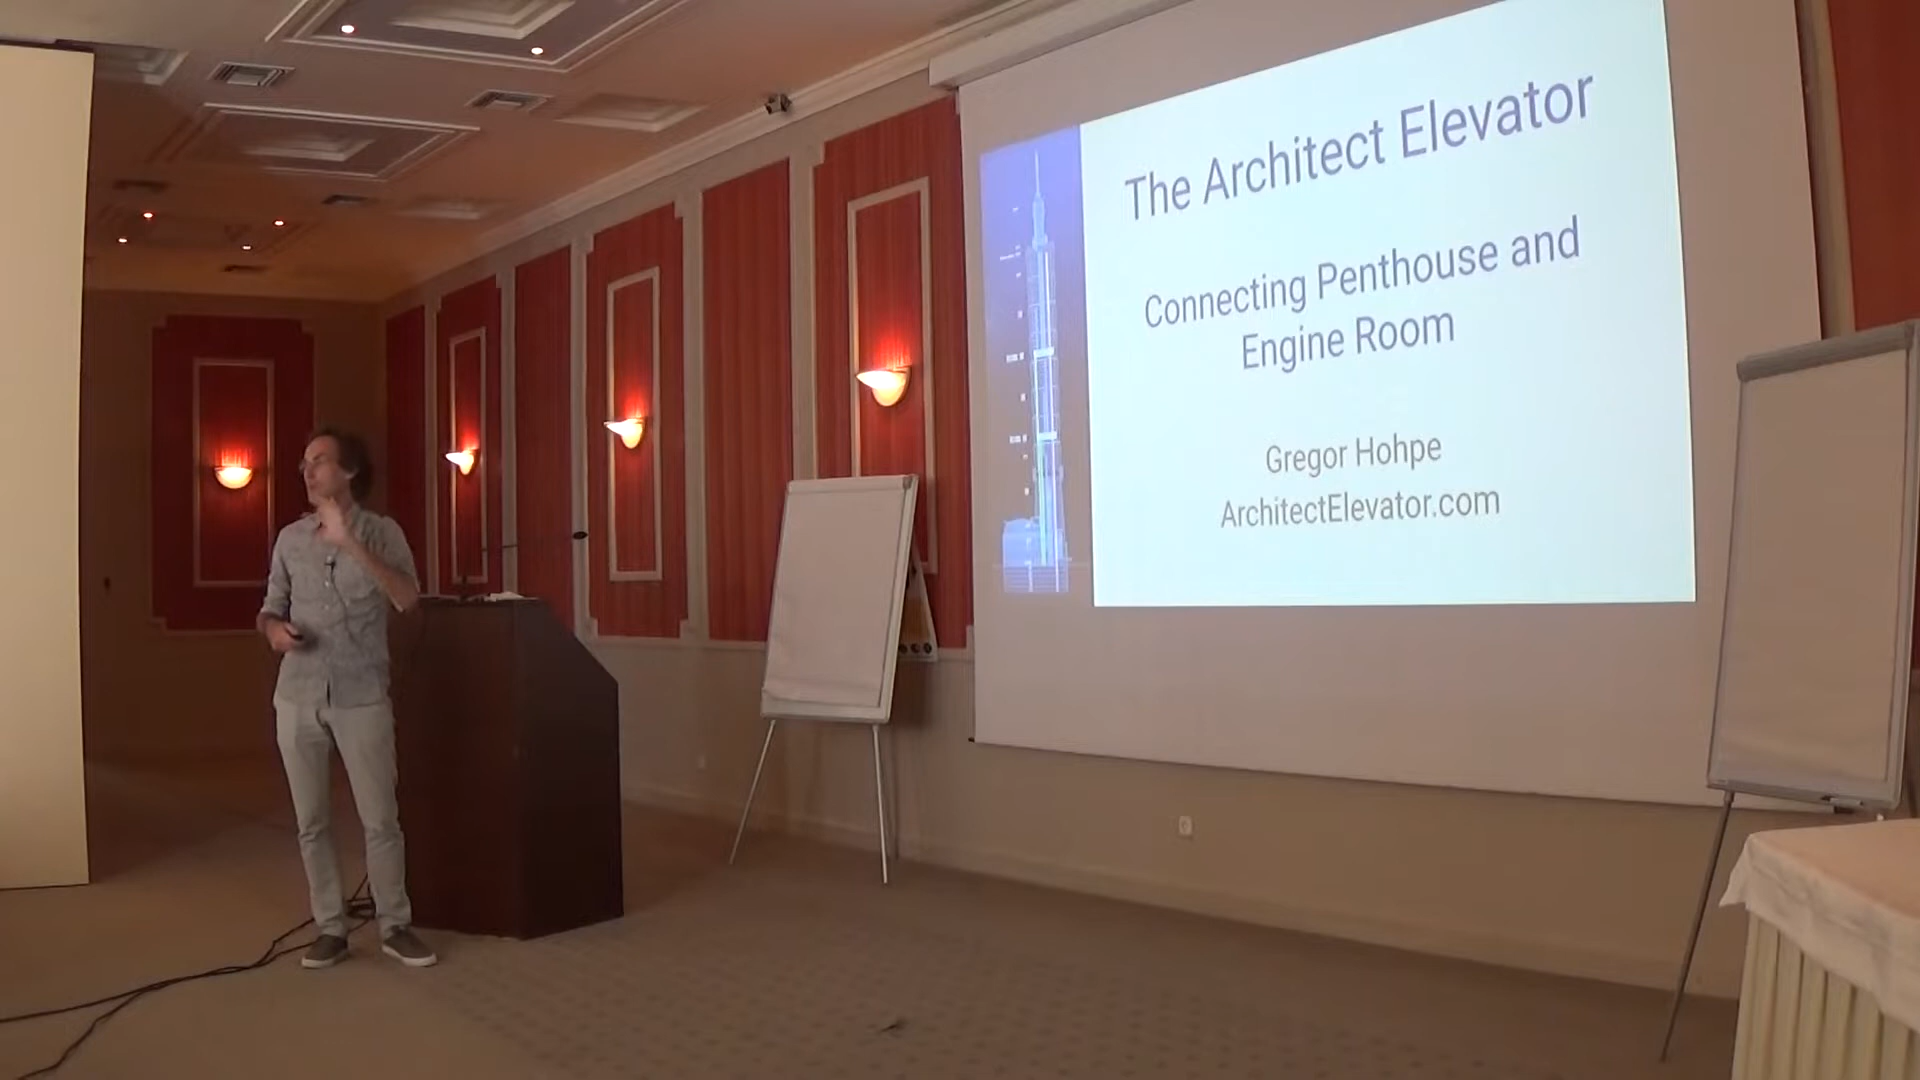 The Architect Elevator
Connecting Penthouse and
Engine Room
Gregor Hohpe
ArchitectElevator.com